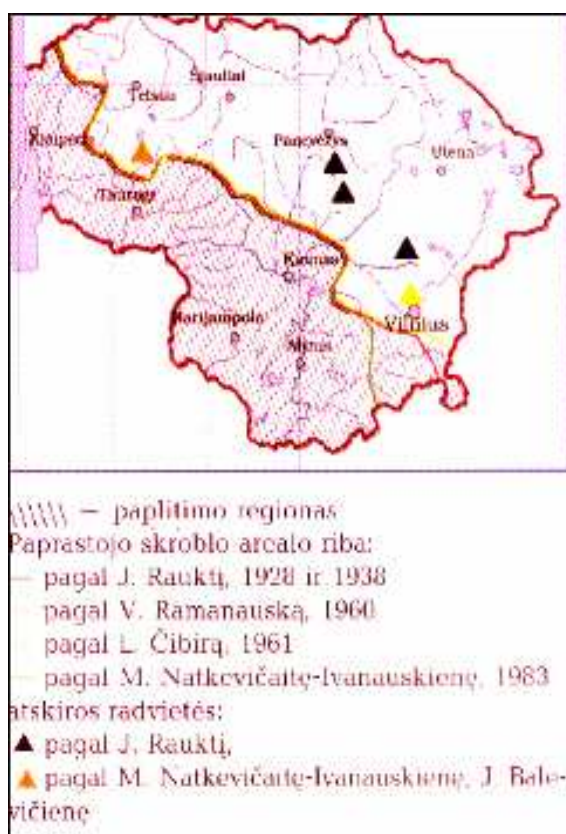 Šiauliai
Telšiai
Klaipėda
Panevėžys
Utena
Tauragė
Kaunas
Vilnius
Marijampolė
Alytus
— paplitimo regionas
Paprastojo skroblo arealo riba:
— pagal J. Rauktį, 1928 ir 1938
pagal V. Ramanauską, 1960
pagal L. Čibirą, 1961
— pagal M. Natkevičaitę-Ivanauskienę, 1983
atskiros radvietės:
▲ pagal J. Rauktį,
▲ pagal M. Natkevičaitę-Ivanauskienę, J. Bale-
vičienę